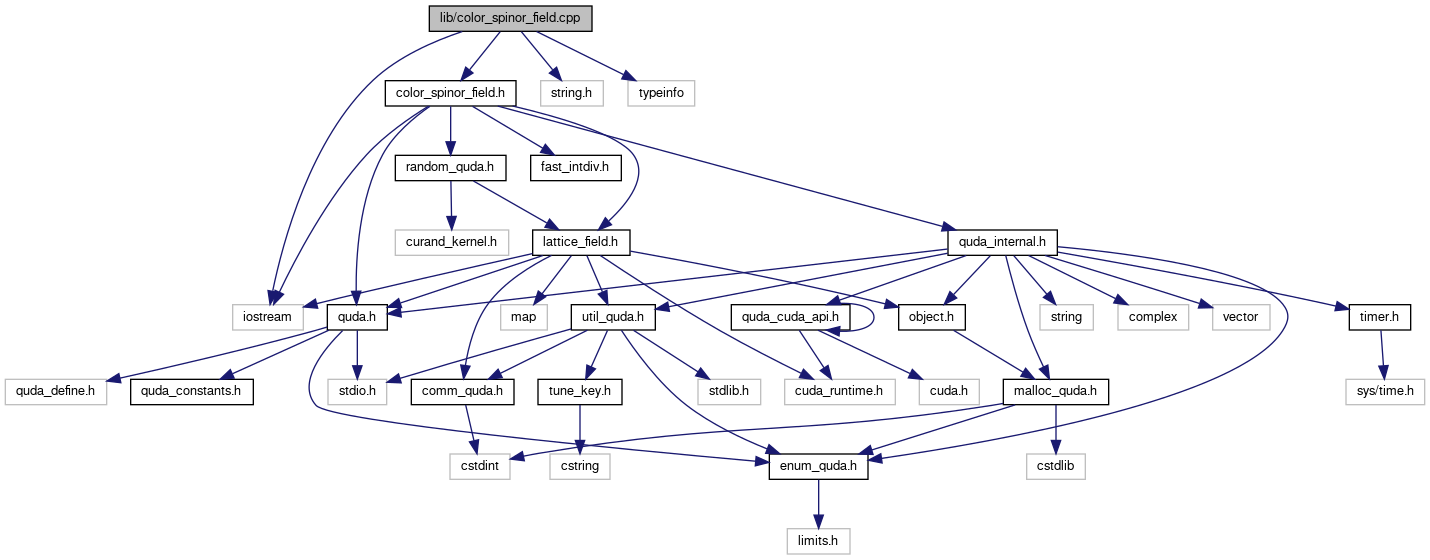 lib/color_spinor_field.cpp
color_spinor_field.h
string.h
typeinfo
random_quda.h
fast_intdiv.h
curand_kernel.h
lattice_field.h
quda_internal.h
iostream
quda.h
map
util_quda.h
quda_cuda_api.h
object.h
string
complex
vector
timer.h
quda_define.h
quda_constants.h
stdio.h
comm_quda.h
tune_key.h
stdlib.h
cuda_runtime.h
cuda.h
malloc_quda.h
sys/time.h
cstdint
cstring
enum_quda.h
cstdlib
limits.h